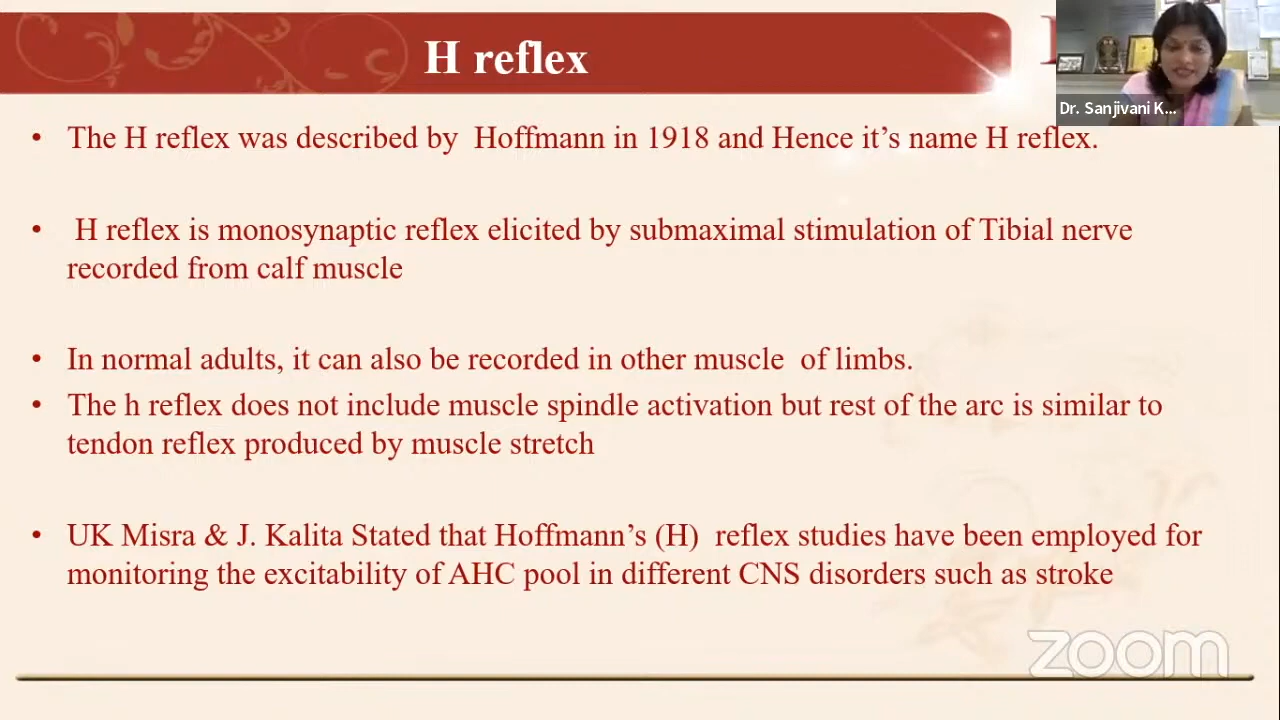 H reflex
Dr. Sanjivani K...
• The H reflex was described by Hoffmann in 1918 and Hence it’s name H reflex.
• H reflex is monosynaptic reflex elicited by submaximal stimulation of Tibial nerve
recorded from calf muscle
• In normal adults, it can also be recorded in other muscle of limbs.
• The h reflex does not include muscle spindle activation but rest of the arc is similar to
tendon reflex produced by muscle stretch
• UK Misra & J. Kalita Stated that Hoffmann’s (H) reflex studies have been employed for
monitoring the excitability of AHC pool in different CNS disorders such as stroke
zoom